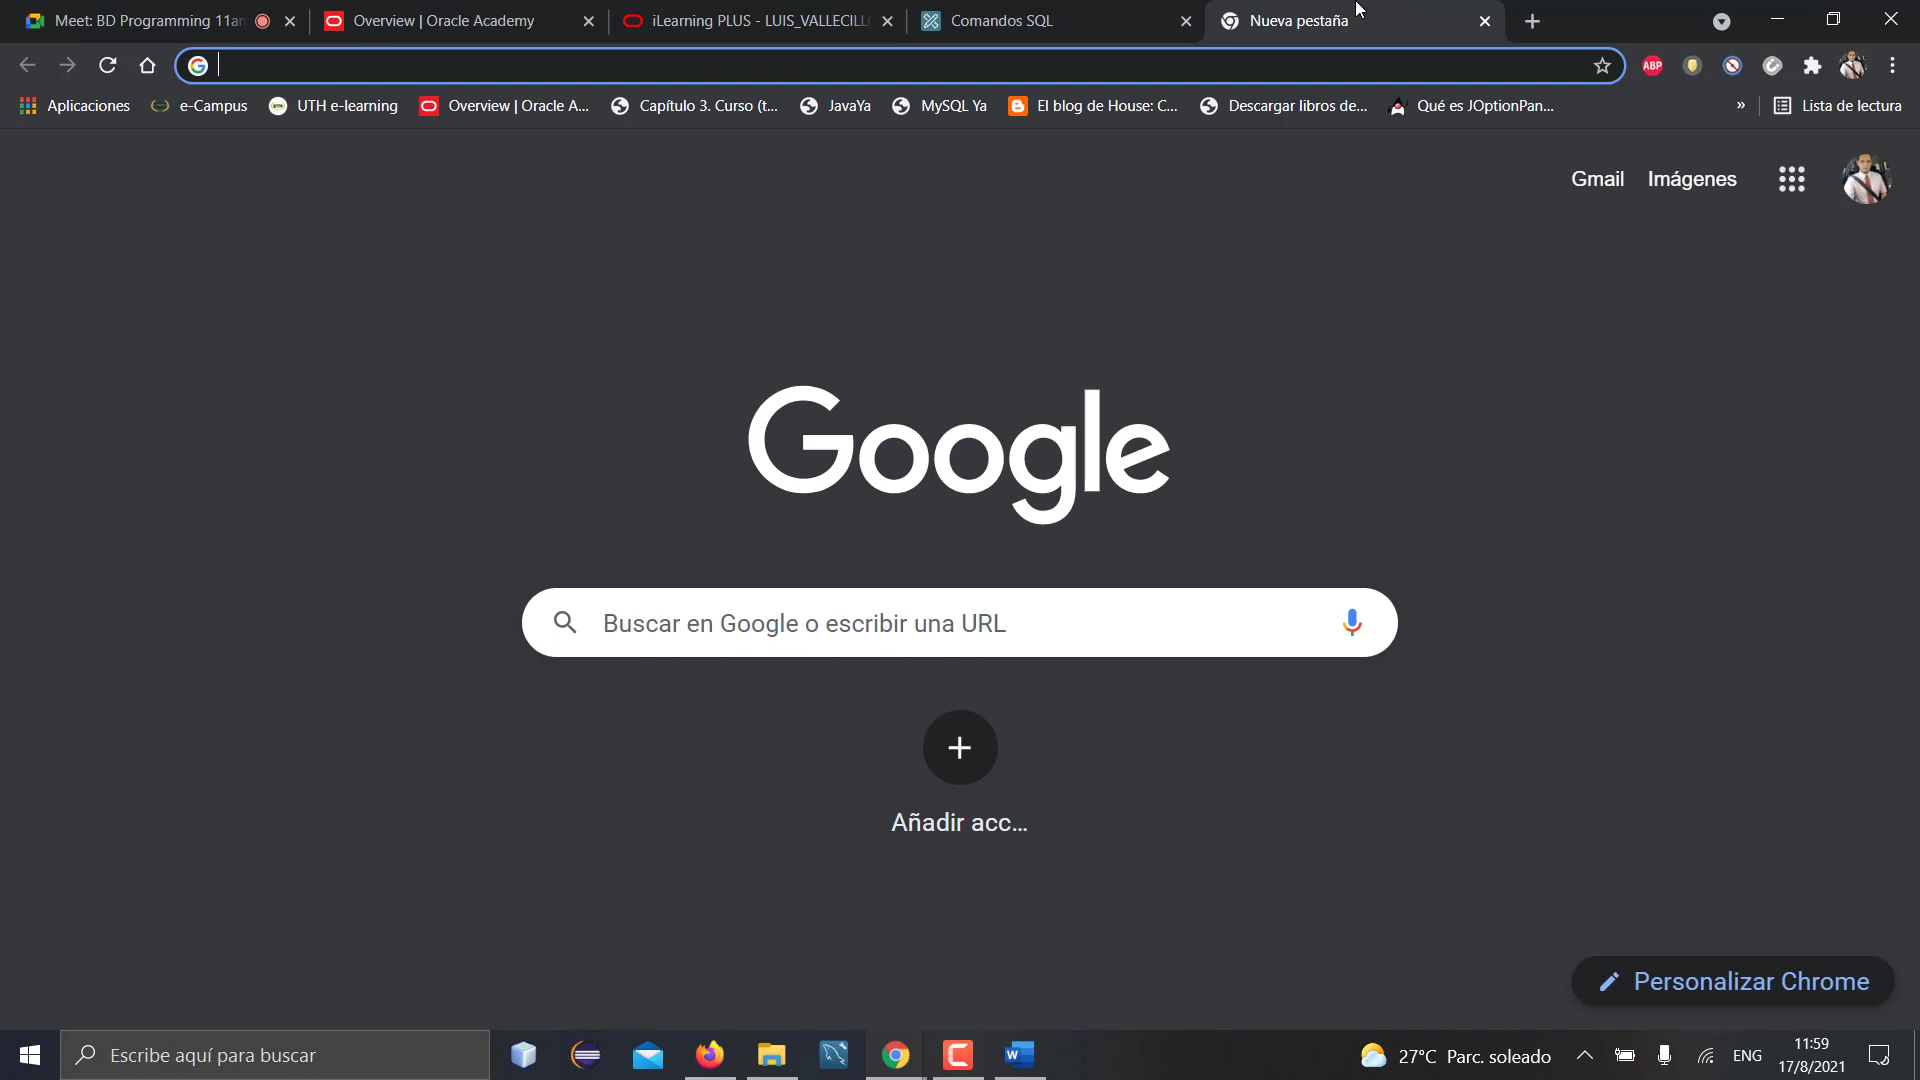 Meet: BD Programming 11am
Overview | Oracle Academy
iLearning PLUS - LUIS_VALLECILL
Comandos SQL
Nueva pestaña
ABP
Aplicaciones
e-Campus
UTH e-learning
Overview | Oracle A...
Capítulo 3. Curso (t...
JavaYa
MySQL Ya
El blog de House: C...
Descargar libros de...
Qué es JOptionPan...
»
Lista de lectura
Gmail
Imágenes
Google
Buscar en Google o escribir una URL
Añadir acc...
Personalizar Chrome
Escribe aquí para buscar
27°C Parc. soleado
ENG
11:59
17/8/2021